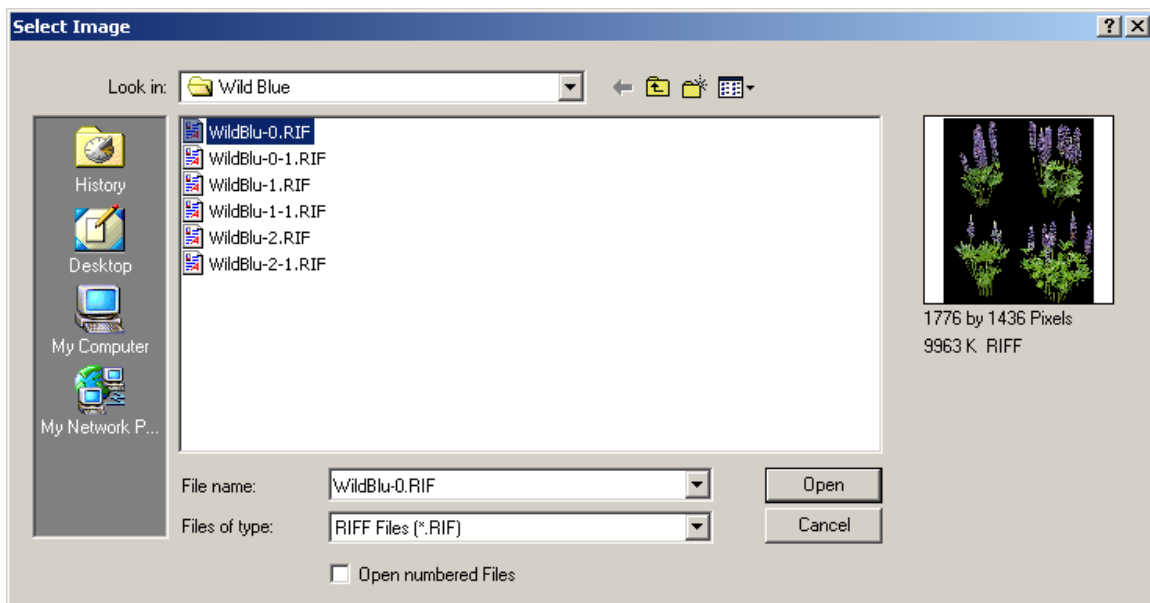 Select Image
Look in: Wild Blue
History
Desktop
My Computer
My Network P...
WildBlu-0.RIF
WildBlu-0-1.RIF
WildBlu-1.RIF
WildBlu-1-1.RIF
WildBlu-2.RIF
WildBlu-2-1.RIF
1776 by 1436 Pixels
9963 K RIFF
File name: WildBlu-0.RIF Open
Files of type: RIFF Files (*.RIF) Cancel
Open numbered Files